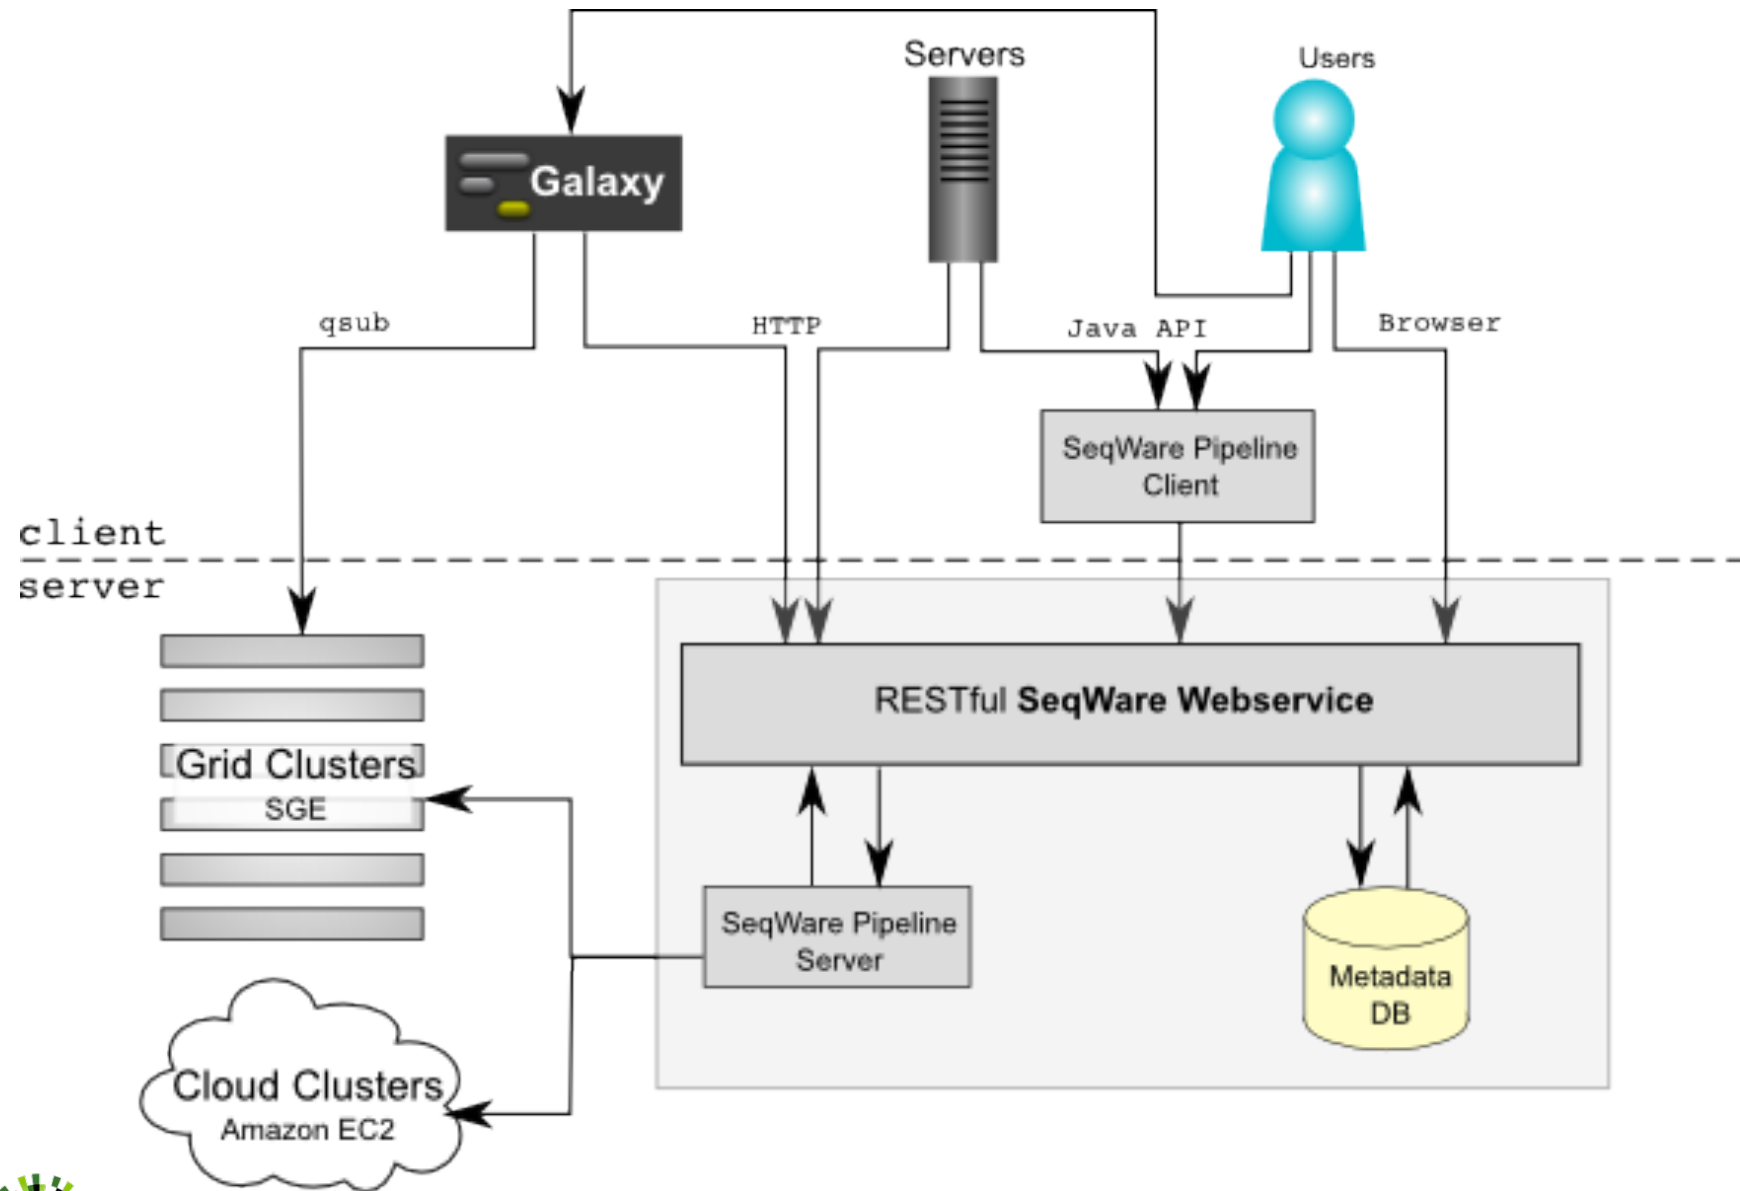 Servers
Users
Galaxy
qsub
HTTP
Java API
Browser
SeqWare Pipeline
Client
client
server
RESTful SeqWare Webservice
Grid Clusters
SGE
SeqWare Pipeline
Server
Metadata
DB
Cloud Clusters
Amazon EC2